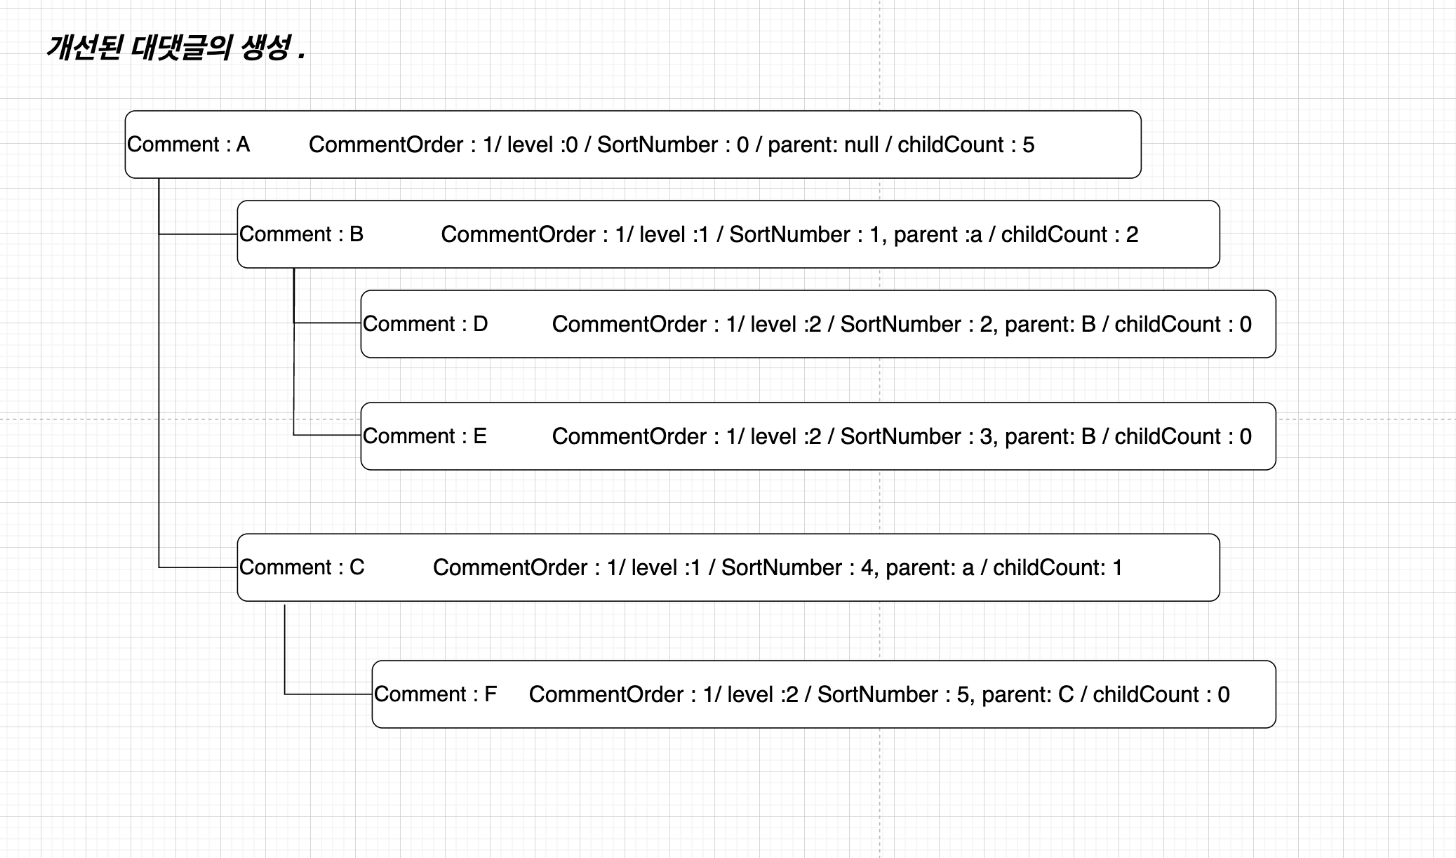 개선된 대댓글의 생성 .
Comment : A CommentOrder : 1/ level :0 / SortNumber : 0 / parent: null / childCount : 5
Comment : B CommentOrder : 1/ level :1 / SortNumber : 1, parent :a / childCount : 2
Comment : D CommentOrder : 1/ level :2 / SortNumber : 2, parent: B / childCount : 0
Comment : E CommentOrder : 1/ level :2 / SortNumber : 3, parent: B / childCount : 0
Comment : C CommentOrder : 1/ level :1 / SortNumber : 4, parent: a / childCount: 1
Comment : F CommentOrder : 1/ level :2 / SortNumber : 5, parent: C / childCount : 0